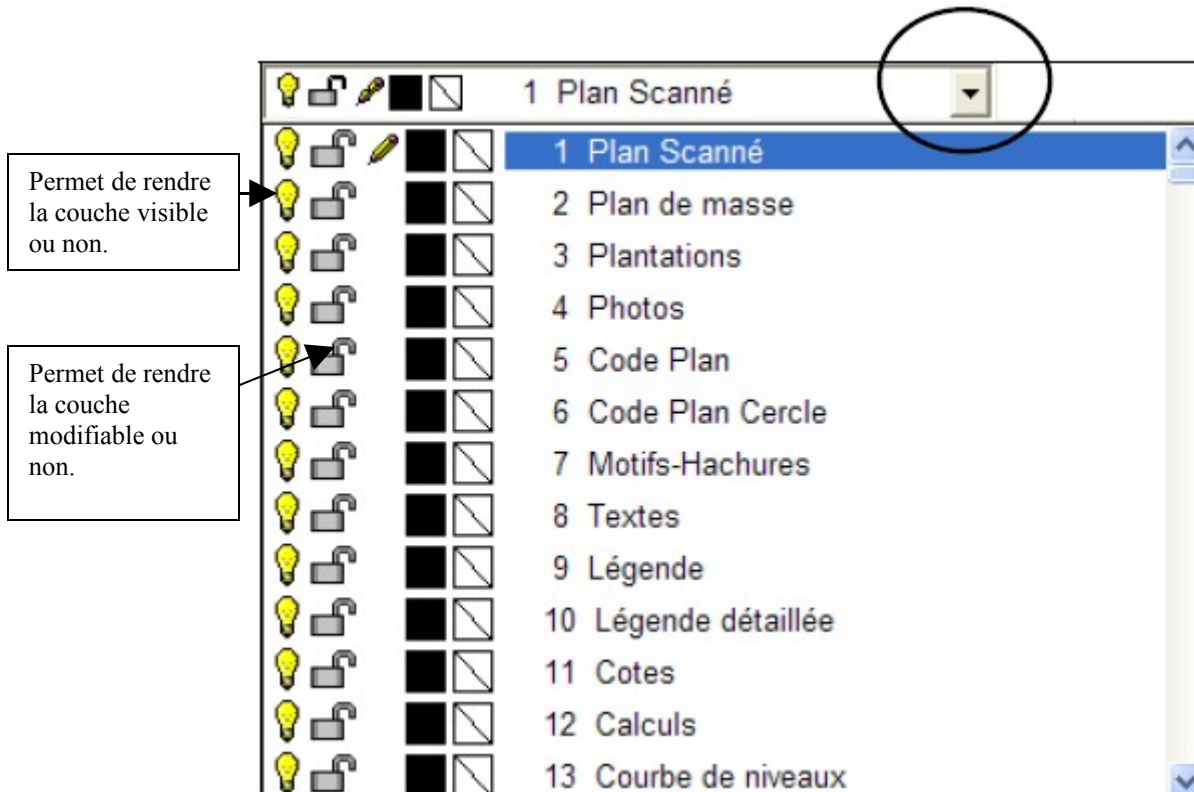 1 Plan Scanné
1 Plan Scanné
2 Plan de masse
3 Plantations
4 Photos
5 Code Plan
6 Code Plan Cercle
7 Motifs-Hachures
8 Textes
9 Légende
10 Légende détaillée
11 Cotes
12 Calculs
13 Courbe de niveaux
Permet de rendre
la couche visible
ou non.
Permet de rendre
la couche
modifiable ou
non.